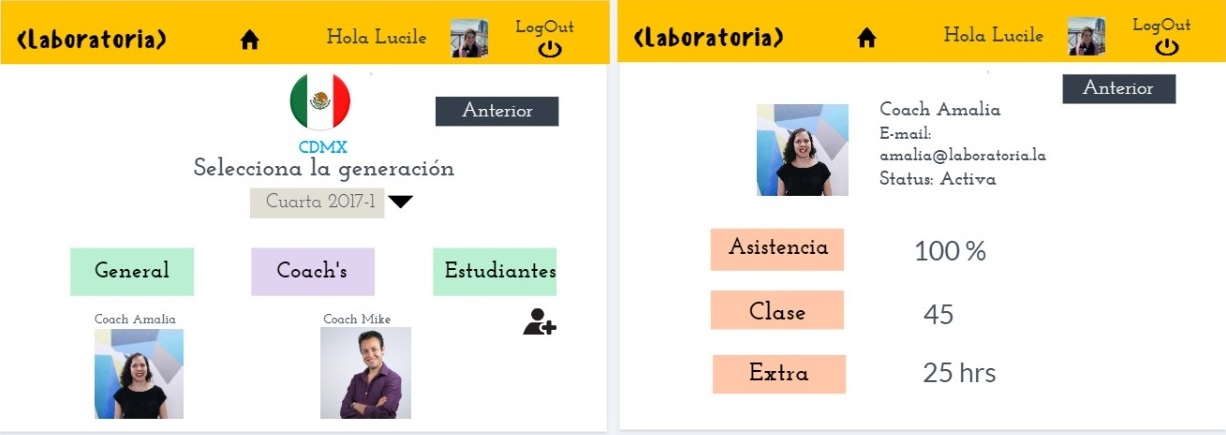 <Laboratoria>
Hola Lucile
LogOut
Anterior
CDMX
Selecciona la generación
Cuarta 2017-1
General
Coach's
Estudiantes
Coach Amalia
Coach Mike
<Laboratoria>
Hola Lucile
LogOut
Anterior
Coach Amalia
E-mail:
amalia@laboratoria.la
Status: Activa
Asistencia 100 %
Clase 45
Extra 25 hrs